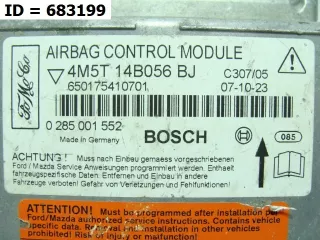 ID = 683199
AIRBAG CONTROL MODULE
4M5T 14B056 BJ C307/05
650175410701 07-10-23
0 285 001 552
Made in Germany BOSCH 085
ACHTUNG! Muss nach Einbau gemaess vorgeschriebenen
Ford / Mazda Service Anweisungen programmiert werden. Enthaelt
fahrzeugspezifische Daten. Entfernen und Einbau in andere
Fahrzeuge verboten! Gefahr von Verletzungen und Fehlfunktionen!
ATTENTION! Must be programmed after installation per
Ford/Mazda authorized service instructions. Contains vehicle
specific data. Removal and installation in other vehicles
prohibited! Risk of injury or malfunction!